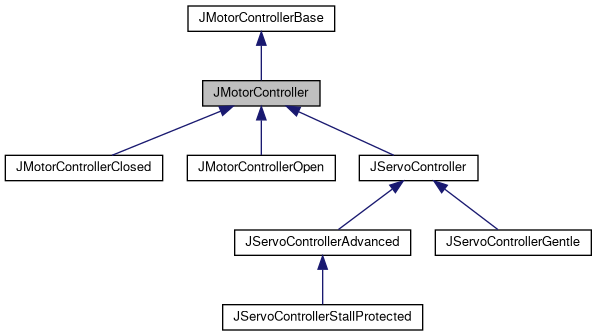 JMotorControllerBase
JMotorController
JMotorControllerClosed
JMotorControllerOpen
JServoController
JServoControllerAdvanced
JServoControllerGentle
JServoControllerStallProtected